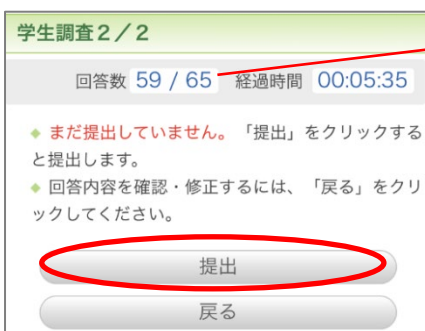 学生調査2／2
回答数 59 / 65 経過時間 00:05:35
◆ まだ提出していません。「提出」をクリックする
と提出します。
◆ 回答内容を確認・修正するには、「戻る」をクリ
ックしてください。
提出
戻る